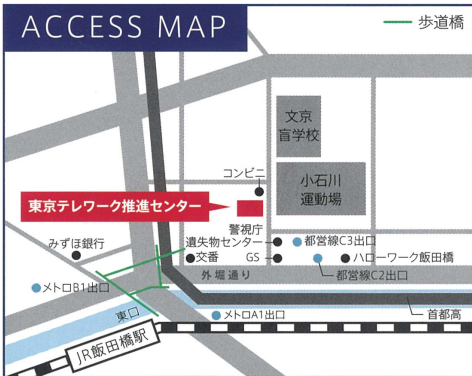 ACCESS MAP
歩道橋
文京
盲学校
コンビニ
小石川
運動場
東京テレワーク推進センター
警視庁
遺失物センター
都営線C3出口
みずほ銀行
交番
GS
ハローワーク飯田橋
外堀通り
都営線C2出口
メトロB1出口
東口
メトロA1出口
首都高
JR飯田橋駅